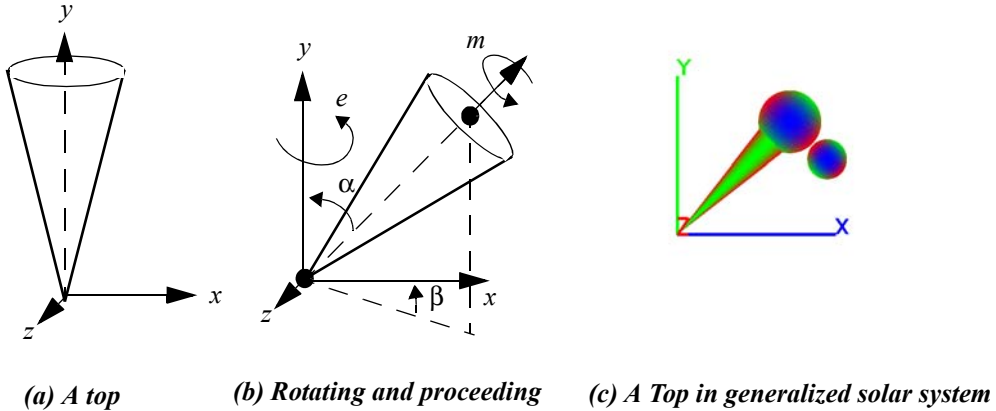 y
x
z
(a) A top
y
e
α
m
x
β
z
(b) Rotating and proceeding
Y
X
Z
(c) A Top in generalized solar system